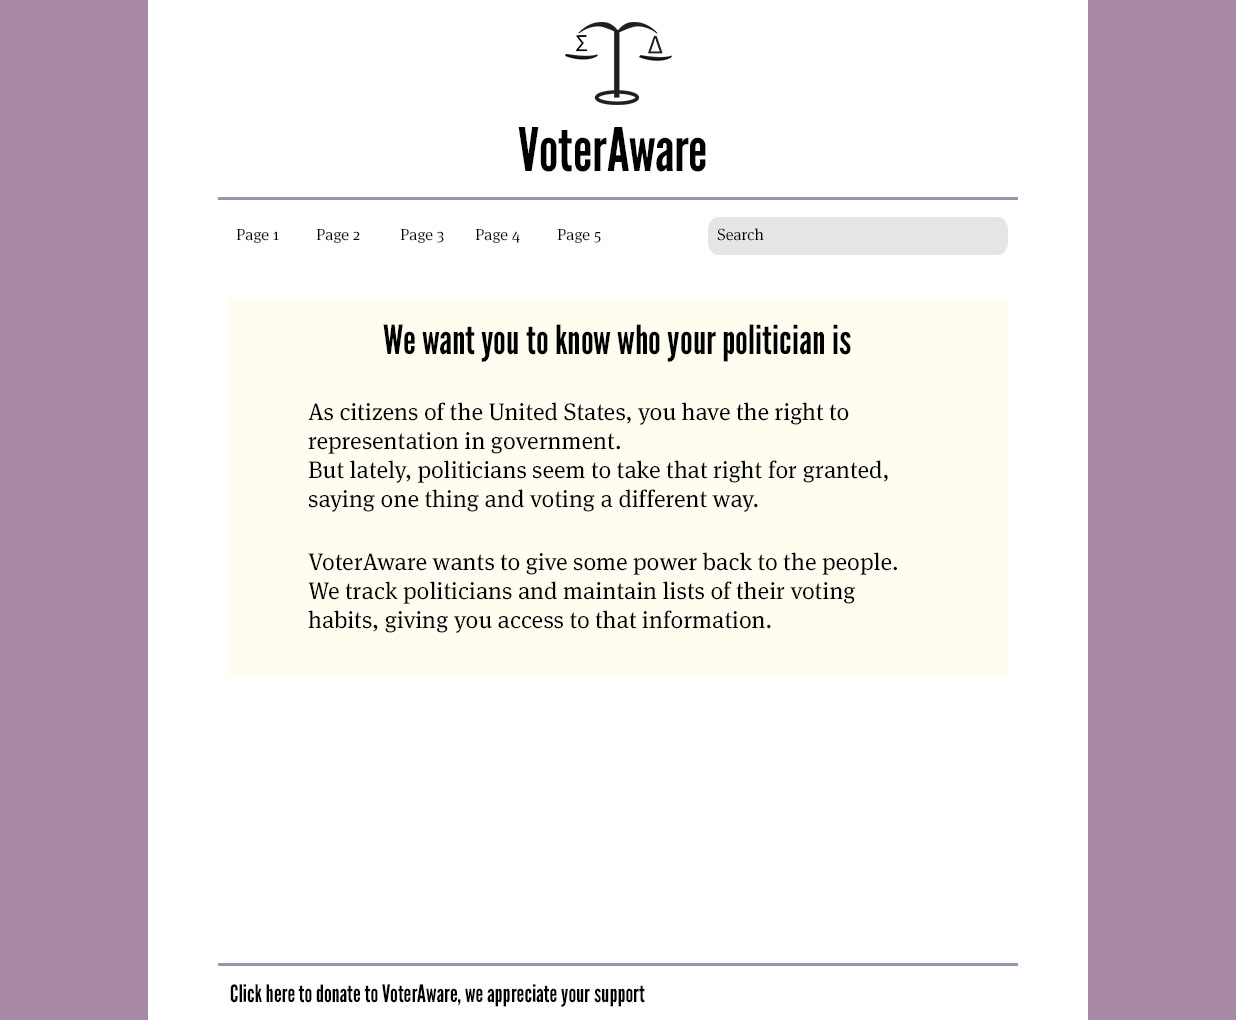 Σ Δ
VoterAware
Page 1 Page 2 Page 3 Page 4 Page 5 Search
We want you to know who your politician is
As citizens of the United States, you have the right to
representation in government.
But lately, politicians seem to take that right for granted,
saying one thing and voting a different way.
VoterAware wants to give some power back to the people.
We track politicians and maintain lists of their voting
habits, giving you access to that information.
Click here to donate to VoterAware, we appreciate your support